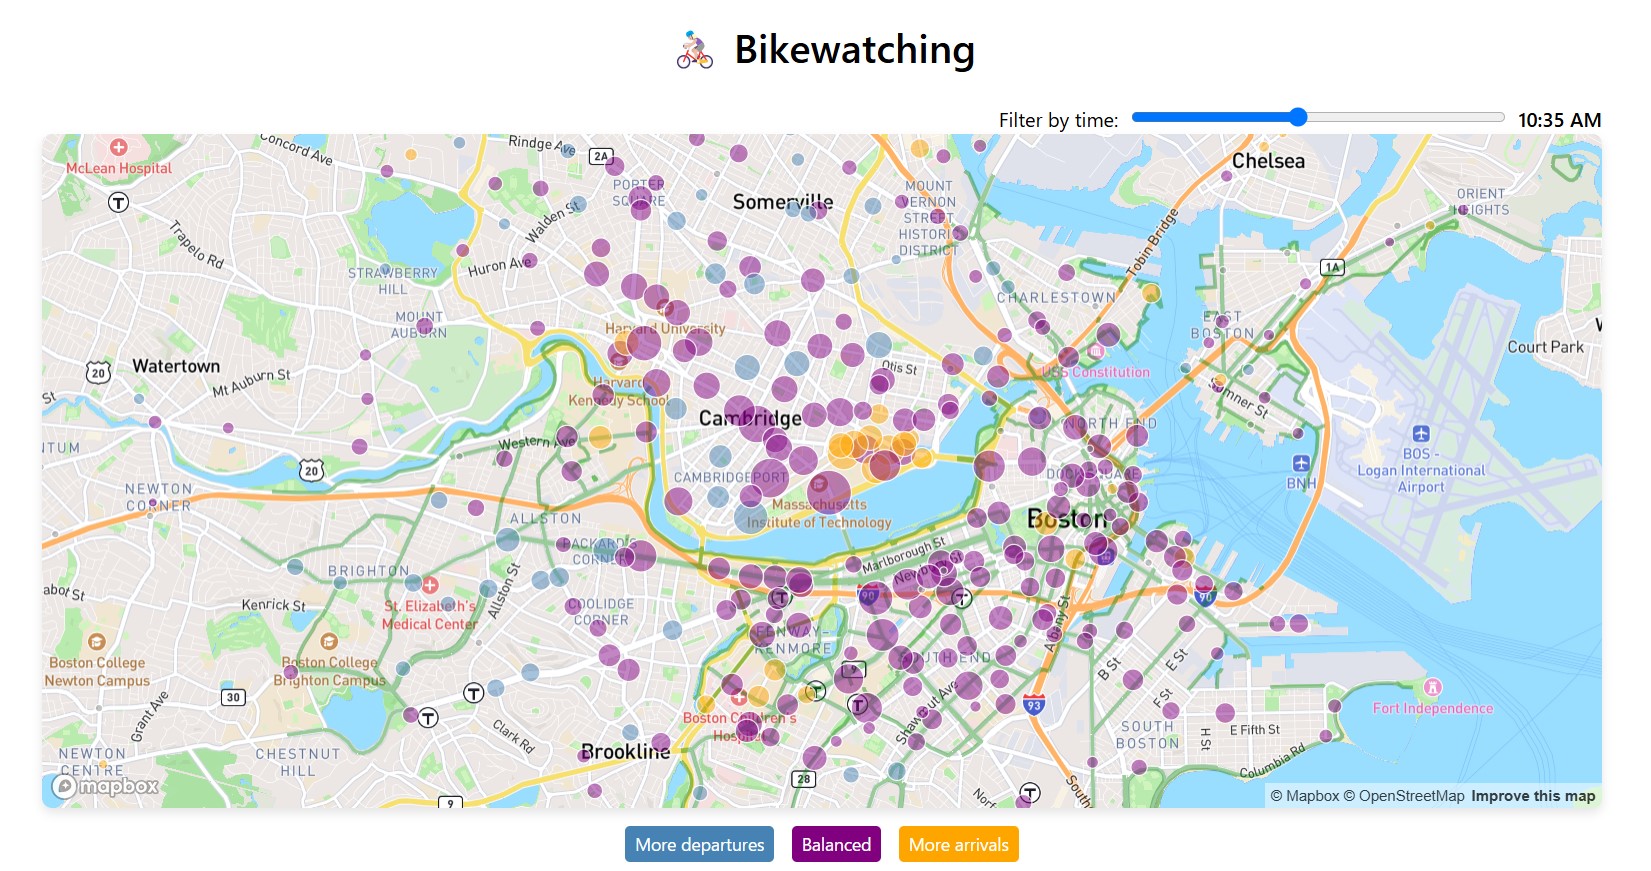 Bikewatching
Filter by time:
10:35 AM
Concord Ave
Rindge Ave
2A
McLean Hospital
T
PORTER
SQUARE
Somerville
MOUNT
VERNON
STREET
HISTORIC
DISTRICT
Chelsea
ORIENT
HEIGHTS
Trapelo Rd
Walden St
Huron Ave
Tobin Bridge
1A
STRAWBERRY
HILL
CHARLESTOWN
MOUNT
AUBURN
Harvard University
EAST
BOSTON
Court Park
Watertown
20
Mt Auburn St
Otis St
USS Constitution
Harvard
Kennedy School
St
Sumner St
Cambridge
NORTH END
Western Ave
BOS -
Logan International
Airport
20
CAMBRIDGEPORT
DOCK SQUARE
BNH
NEWTON
CORNER
Massachusetts
Institute of Technology
ALLSTON
Boston
PACKARD'S
CORNER
Marlborough St
BRIGHTON
90
T
T
90
Kenrick St
St. Elizabeth's
Medical Center
Allston St
COOLIDGE
CORNER
Albany St
FENWAY-
KENMORE
Boston College
Newton Campus
Boston College
Brighton Campus
SOUTH END
9
B St
E St
F St
30
T
T
T
T
93
Grant Ave
Boston Children's
Hospital
Shawmut Ave
Fort Independence
Clark Rd
SOUTH
BOSTON
H St
E Fifth St
NEWTON
CENTRE
CHESTNUT
HILL
Brookline
Columbia Rd
mapbox
9
28
T
© Mapbox © OpenStreetMap Improve this map
More departures
Balanced
More arrivals